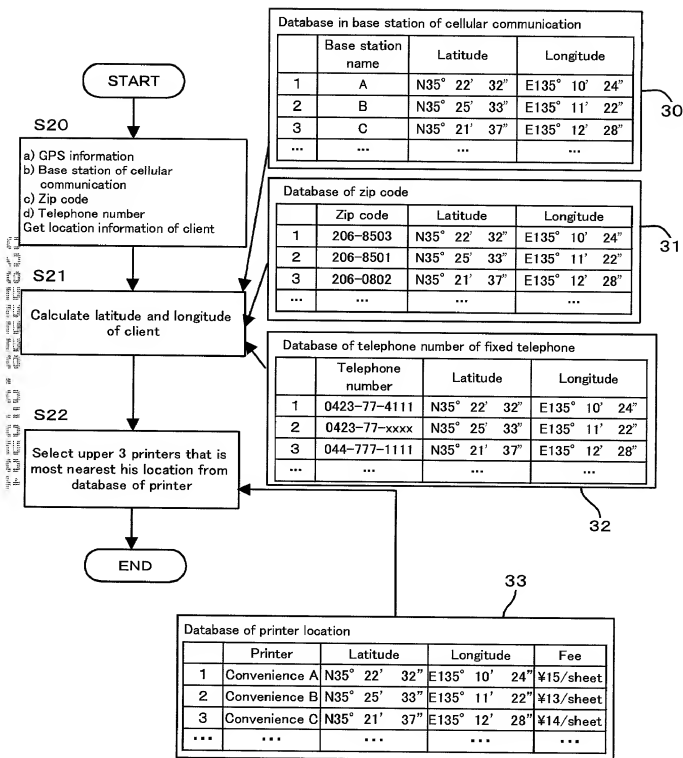 START
S20
a) GPS information
b) Base station of cellular
communication
c) Zip code
d) Telephone number
Get location information of client
S21
Calculate latitude and longitude
of client
S22
Select upper 3 printers that is
most nearest his location from
database of printer
END
Database in base station of cellular communication
Base station name Latitude Longitude
1 A N35° 22' 32" E135° 10' 24"
2 B N35° 25' 33" E135° 11' 22"
3 C N35° 21' 37" E135° 12' 28"
... ... ... ...
30
Database of zip code
Zip code Latitude Longitude
1 206-8503 N35° 22' 32" E135° 10' 24"
2 206-8501 N35° 25' 33" E135° 11' 22"
3 206-0802 N35° 21' 37" E135° 12' 28"
... ... ... ...
31
Database of telephone number of fixed telephone
Telephone number Latitude Longitude
1 0423-77-4111 N35° 22' 32" E135° 10' 24"
2 0423-77-xxxx N35° 25' 33" E135° 11' 22"
3 044-777-1111 N35° 21' 37" E135° 12' 28"
... ... ... ...
32
33
Database of printer location
Printer Latitude Longitude Fee
1 Convenience A N35° 22' 32" E135° 10' 24" ¥15/sheet
2 Convenience B N35° 25' 33" E135° 11' 22" ¥13/sheet
3 Convenience C N35° 21' 37" E135° 12' 28" ¥14/sheet
... ... ... ... ...